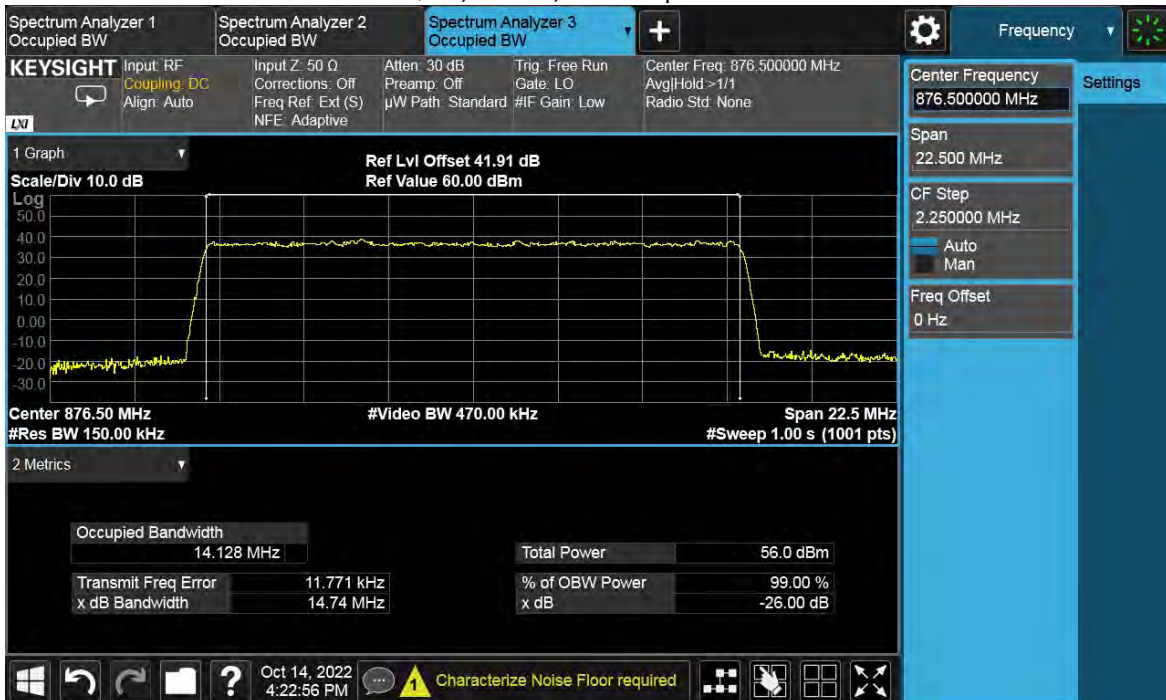 Spectrum Analyzer 1
Occupied BW
Spectrum Analyzer 2
Occupied BW
Spectrum Analyzer 3
Occupied BW
Frequency
KEYSIGHT
LXI
Input: RF
Coupling: DC
Align: Auto
Input Z: 50 Ω
Corrections: Off
Freq Ref: Ext (S)
NFE: Adaptive
Atten: 30 dB
Preamp: Off
µW Path: Standard
Trig: Free Run
Gate: LO
#IF Gain: Low
Center Freq: 876.500000 MHz
Avg|Hold:>1/1
Radio Std: None
Center Frequency
876.500000 MHz
Settings
Span
22.500 MHz
CF Step
2.250000 MHz
Auto
Man
Freq Offset
0 Hz
1 Graph
Scale/Div 10.0 dB
Ref Lvl Offset 41.91 dB
Ref Value 60.00 dBm
Log
50.0
40.0
30.0
20.0
10.0
0.00
-10.0
-20.0
-30.0
Center 876.50 MHz
#Video BW 470.00 kHz
Span 22.5 MHz
#Res BW 150.00 kHz
#Sweep 1.00 s (1001 pts)
2 Metrics
Occupied Bandwidth
14.128 MHz
Total Power 56.0 dBm
Transmit Freq Error 11.771 kHz
% of OBW Power 99.00 %
x dB Bandwidth 14.74 MHz
x dB -26.00 dB
?
Oct 14, 2022
4:22:56 PM
1
Characterize Noise Floor required